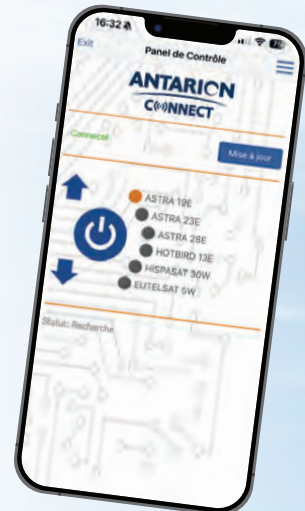 16:32
72
Exit
Panel de Contrôle
ANTARION
CONNECT
Connecté
Mise à jour
ASTRA 19E
ASTRA 23E
ASTRA 28E
HOTBIRD 13E
HISPASAT 30W
EUTELSAT 5W
Statut: Recherche